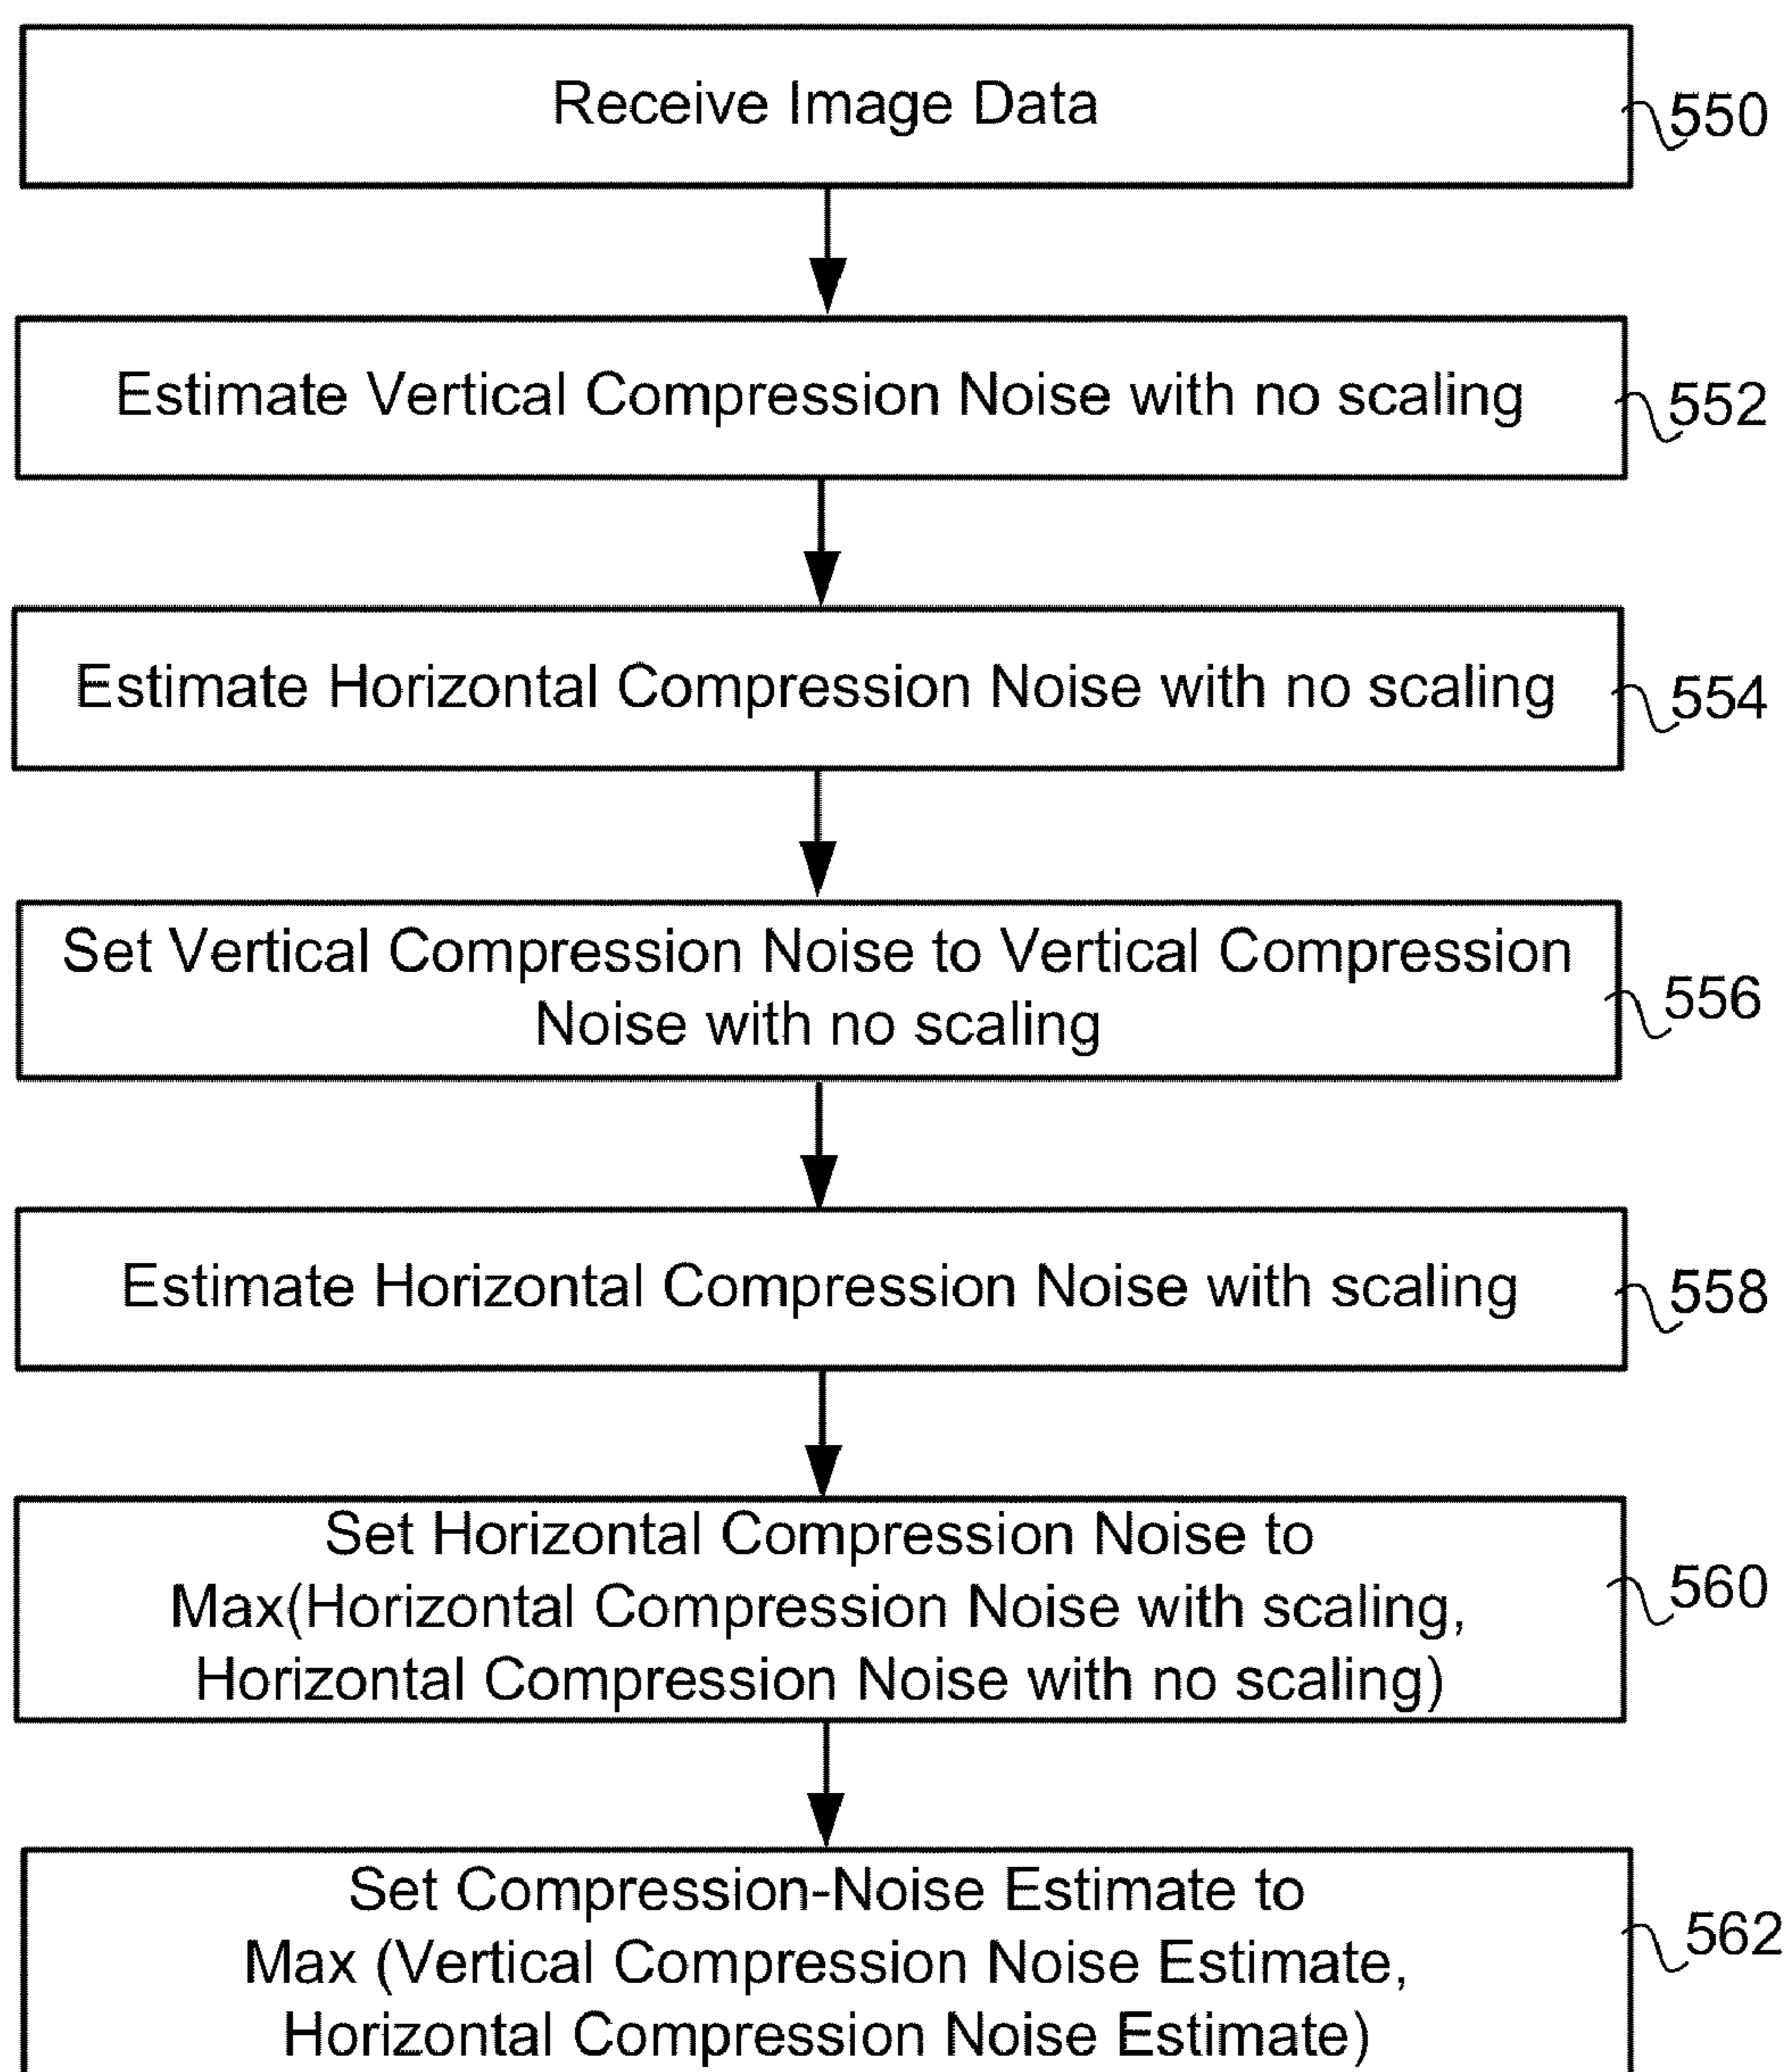 Receive Image Data
550
Estimate Vertical Compression Noise with no scaling
552
Estimate Horizontal Compression Noise with no scaling
554
Set Vertical Compression Noise to Vertical Compression
Noise with no scaling
556
Estimate Horizontal Compression Noise with scaling
558
Set Horizontal Compression Noise to
Max(Horizontal Compression Noise with scaling,
Horizontal Compression Noise with no scaling)
560
Set Compression-Noise Estimate to
Max (Vertical Compression Noise Estimate,
Horizontal Compression Noise Estimate)
562